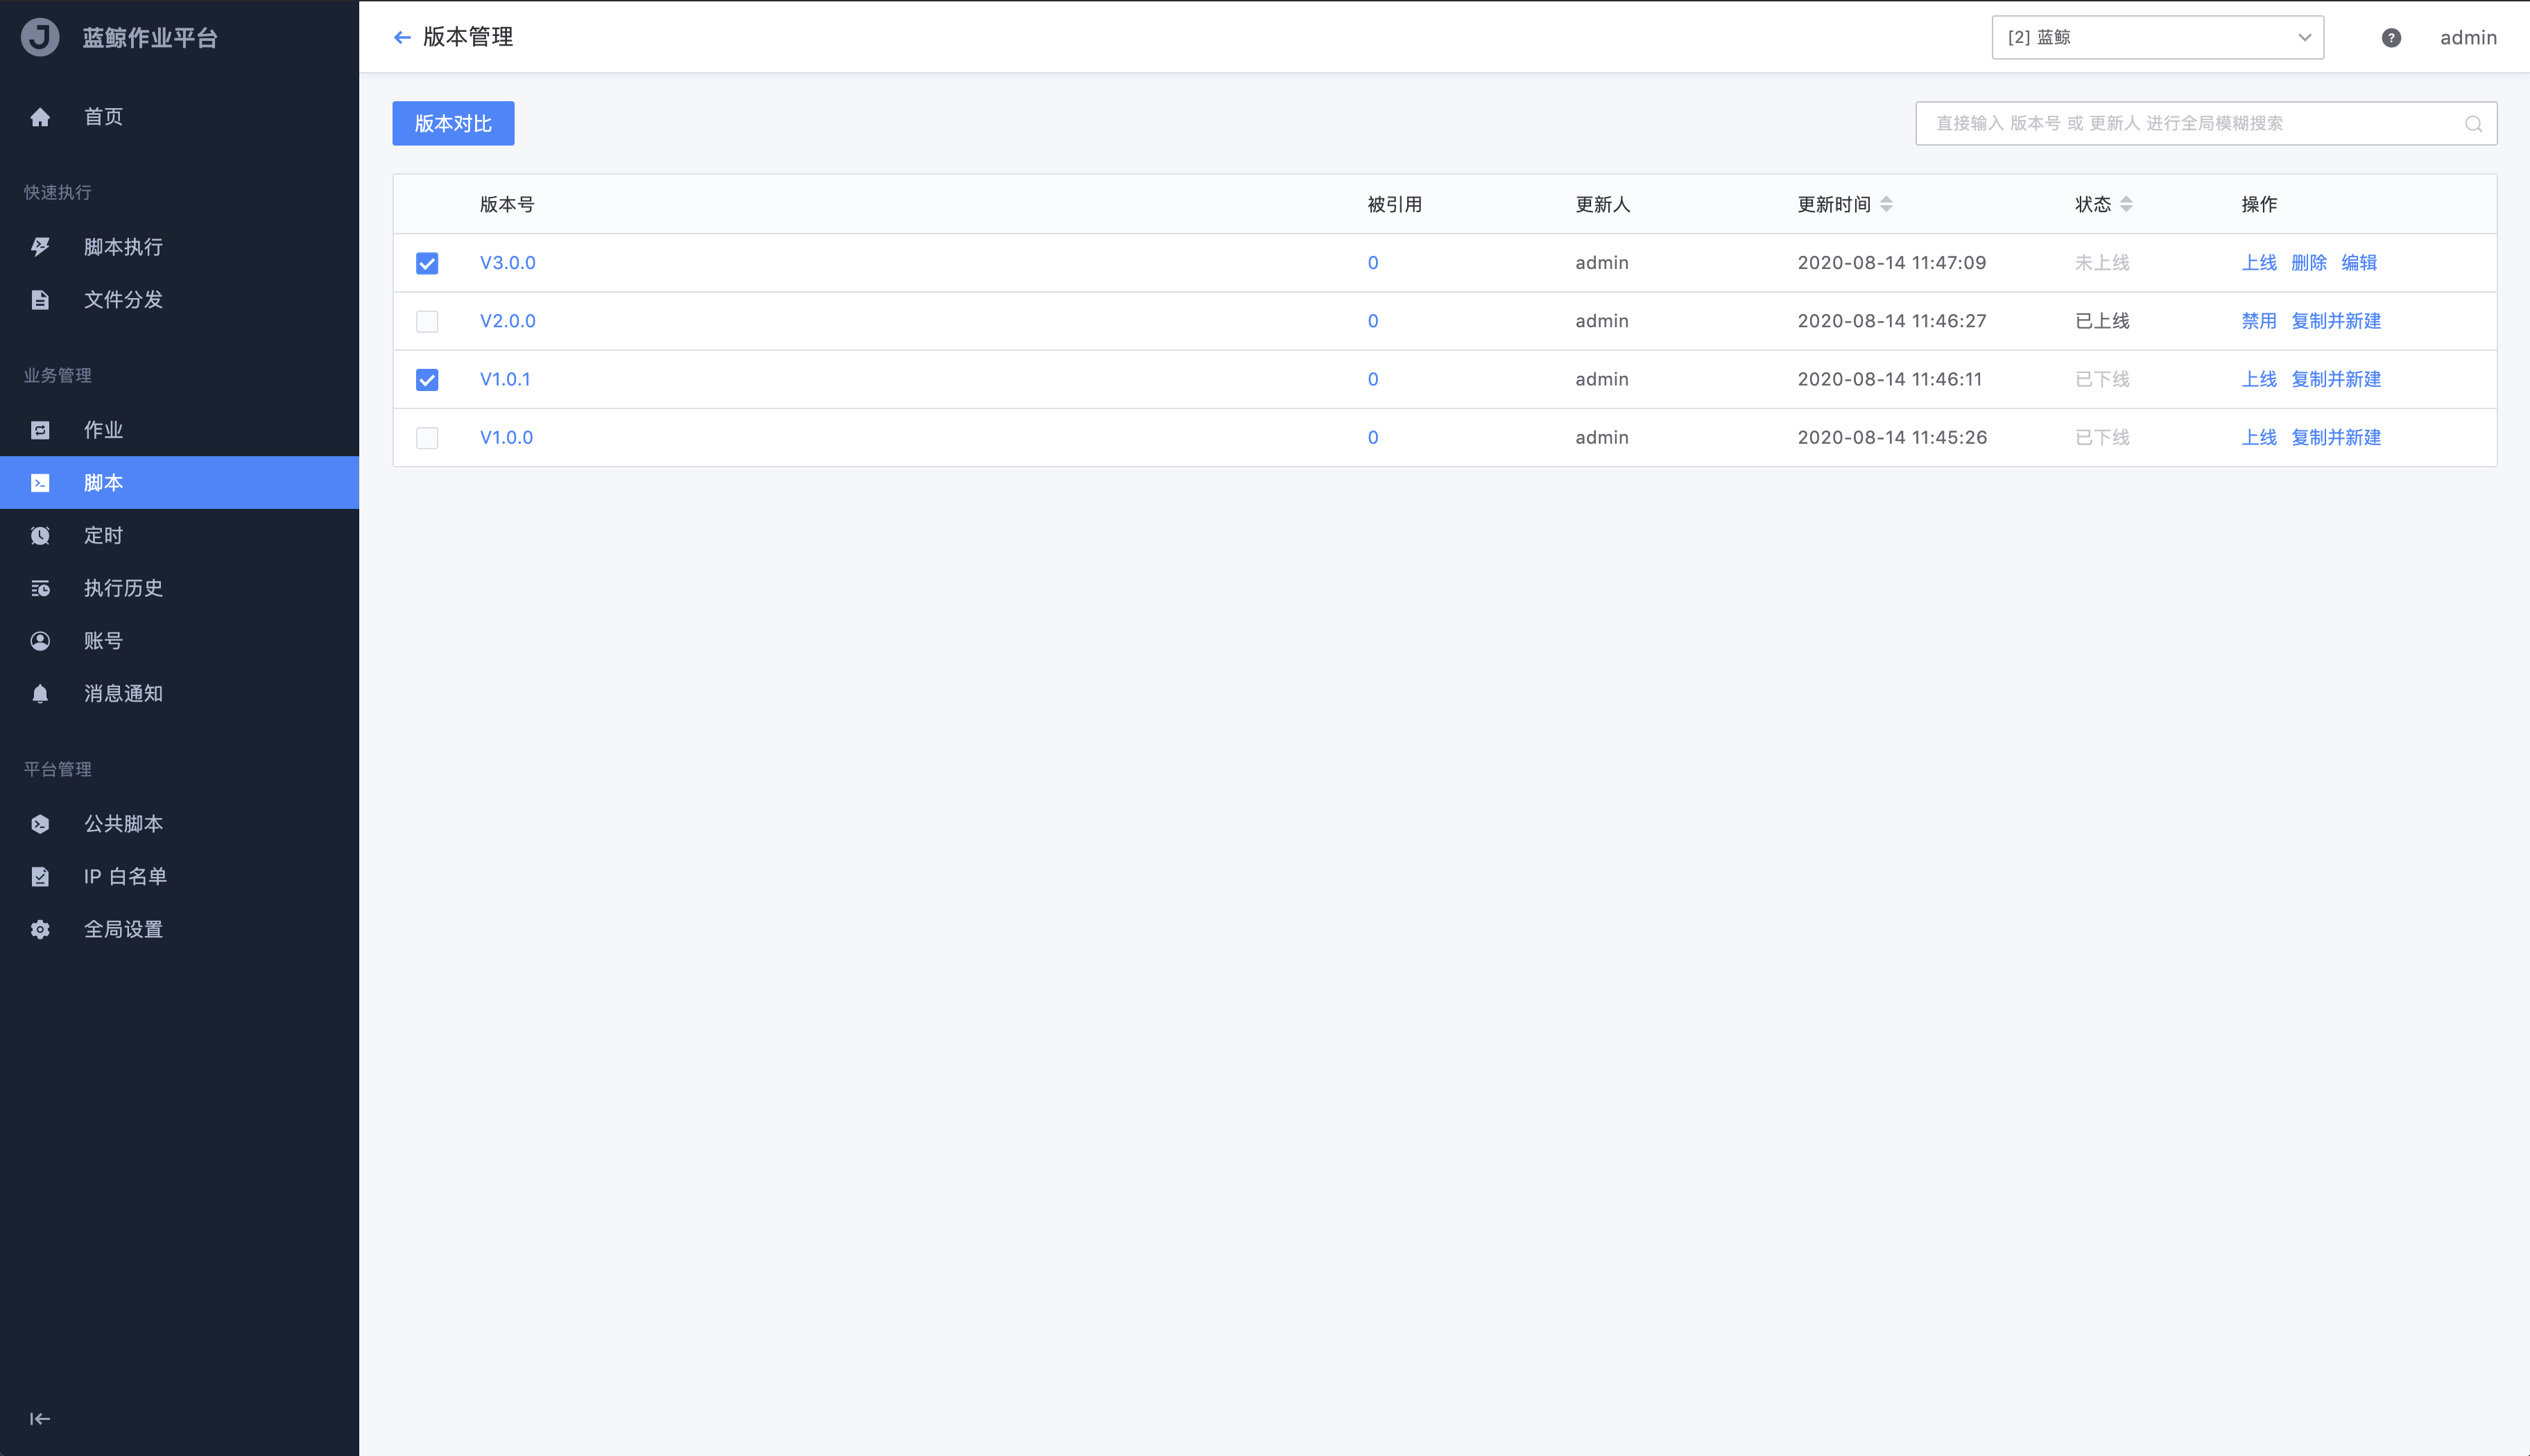 蓝鲸作业平台
首页
快速执行
脚本执行
文件分发
业务管理
作业
脚本
定时
执行历史
账号
消息通知
平台管理
公共脚本
IP 白名单
全局设置
版本管理
[2] 蓝鲸
admin
版本对比
直接输入 版本号 或 更新人 进行全局模糊搜索
版本号 被引用 更新人 更新时间 状态 操作
V3.0.0 0 admin 2020-08-14 11:47:09 未上线 上线 删除 编辑
V2.0.0 0 admin 2020-08-14 11:46:27 已上线 禁用 复制并新建
V1.0.1 0 admin 2020-08-14 11:46:11 已下线 上线 复制并新建
V1.0.0 0 admin 2020-08-14 11:45:26 已下线 上线 复制并新建